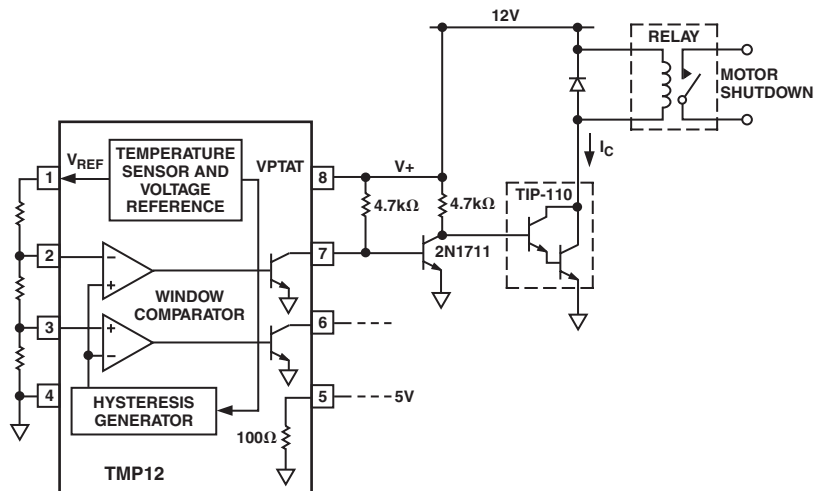 12V
RELAY
MOTOR
SHUTDOWN
IC
TIP-110
V+
4.7kΩ
4.7kΩ
2N1711
1
2
3
4
8
7
6
5
VREF
TEMPERATURE
SENSOR AND
VOLTAGE
REFERENCE
VPTAT
–
+
WINDOW
COMPARATOR
+
–
HYSTERESIS
GENERATOR
100Ω
5V
TMP12